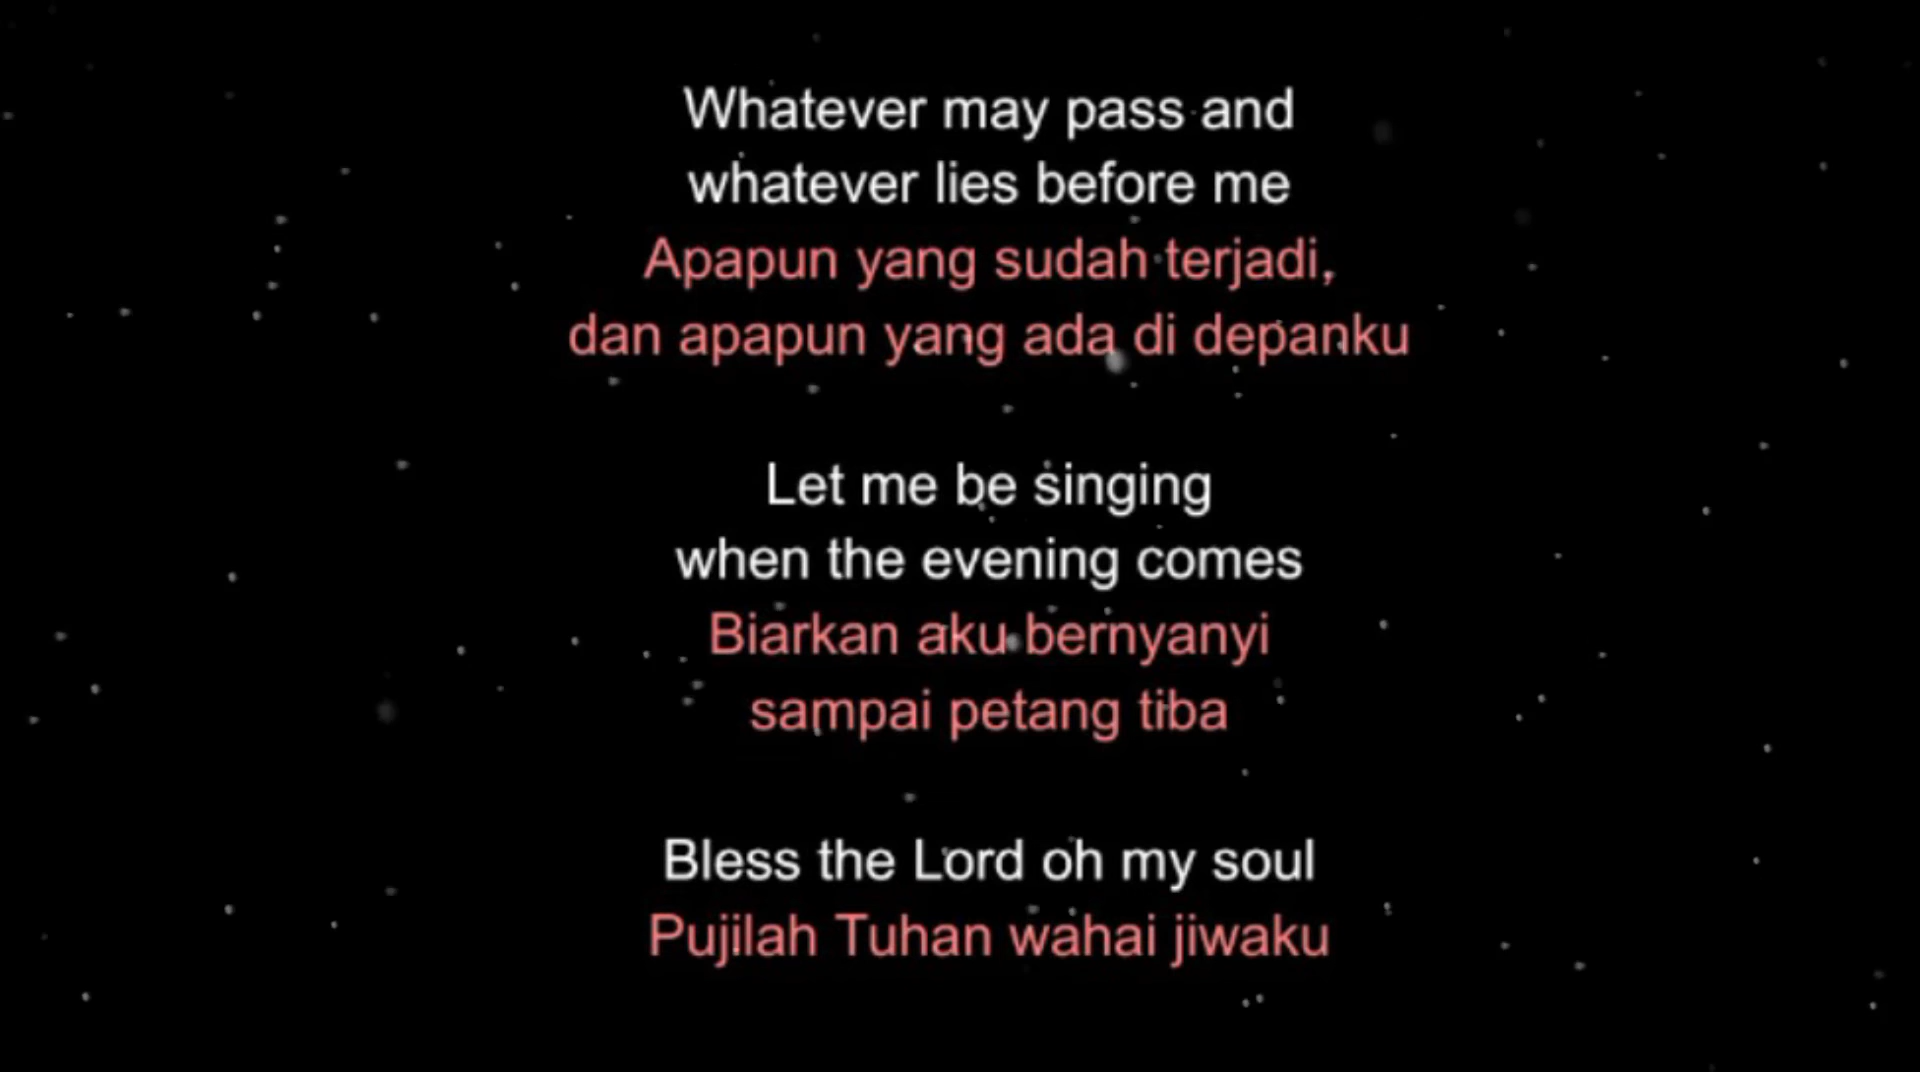 Whatever may pass and
whatever lies before me
Apapun yang sudah terjadi,
dan apapun yang ada di depanku
Let me be singing
when the evening comes
Biarkan aku bernyanyi
sampai petang tiba
Bless the Lord oh my soul
Pujilah Tuhan wahai jiwaku